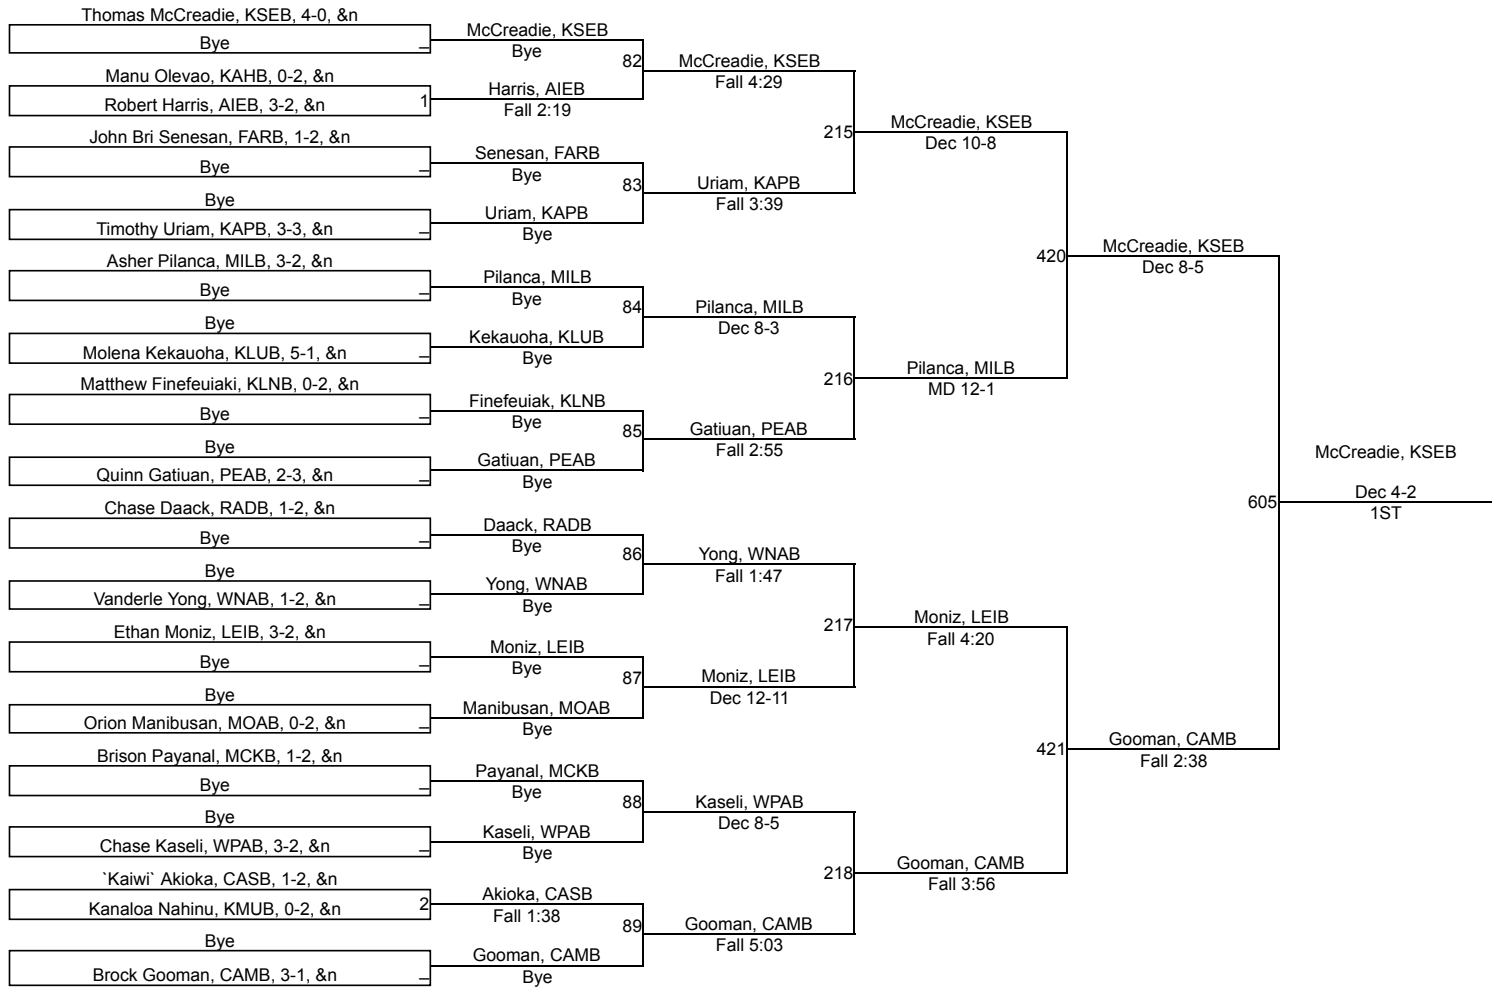 Thomas McCreadie, KSEB, 4-0, &n
Bye
_
Manu Olevao, KAHB, 0-2, &n
Robert Harris, AIEB, 3-2, &n
1
John Bri Senesan, FARB, 1-2, &n
Bye
_
Bye
Timothy Uriam, KAPB, 3-3, &n
_
Asher Pilanca, MILB, 3-2, &n
Bye
_
Bye
Molena Kekauoha, KLUB, 5-1, &n
_
Matthew Finefeuiaki, KLNB, 0-2, &n
Bye
_
Bye
Quinn Gatiuan, PEAB, 2-3, &n
_
Chase Daack, RADB, 1-2, &n
Bye
_
Bye
Vanderle Yong, WNAB, 1-2, &n
_
Ethan Moniz, LEIB, 3-2, &n
Bye
_
Bye
Orion Manibusan, MOAB, 0-2, &n
_
Brison Payanal, MCKB, 1-2, &n
Bye
_
Bye
Chase Kaseli, WPAB, 3-2, &n
_
`Kaiwi` Akioka, CASB, 1-2, &n
Kanaloa Nahinu, KMUB, 0-2, &n
2
Bye
Brock Gooman, CAMB, 3-1, &n
_
McCreadie, KSEB
Bye
82
Harris, AIEB
Fall 2:19
Senesan, FARB
Bye
83
Uriam, KAPB
Bye
Pilanca, MILB
Bye
84
Kekauoha, KLUB
Bye
Finefeuiak, KLNB
Bye
85
Gatiuan, PEAB
Bye
Daack, RADB
Bye
86
Yong, WNAB
Bye
Moniz, LEIB
Bye
87
Manibusan, MOAB
Bye
Payanal, MCKB
Bye
88
Kaseli, WPAB
Bye
Akioka, CASB
Fall 1:38
89
Gooman, CAMB
Bye
McCreadie, KSEB
Fall 4:29
215
Uriam, KAPB
Fall 3:39
Pilanca, MILB
Dec 8-3
216
Gatiuan, PEAB
Fall 2:55
Yong, WNAB
Fall 1:47
217
Moniz, LEIB
Dec 12-11
Kaseli, WPAB
Dec 8-5
218
Gooman, CAMB
Fall 5:03
McCreadie, KSEB
Dec 10-8
420
Pilanca, MILB
MD 12-1
Moniz, LEIB
Fall 4:20
421
Gooman, CAMB
Fall 3:56
McCreadie, KSEB
Dec 8-5
605
Gooman, CAMB
Fall 2:38
McCreadie, KSEB
Dec 4-2
1ST